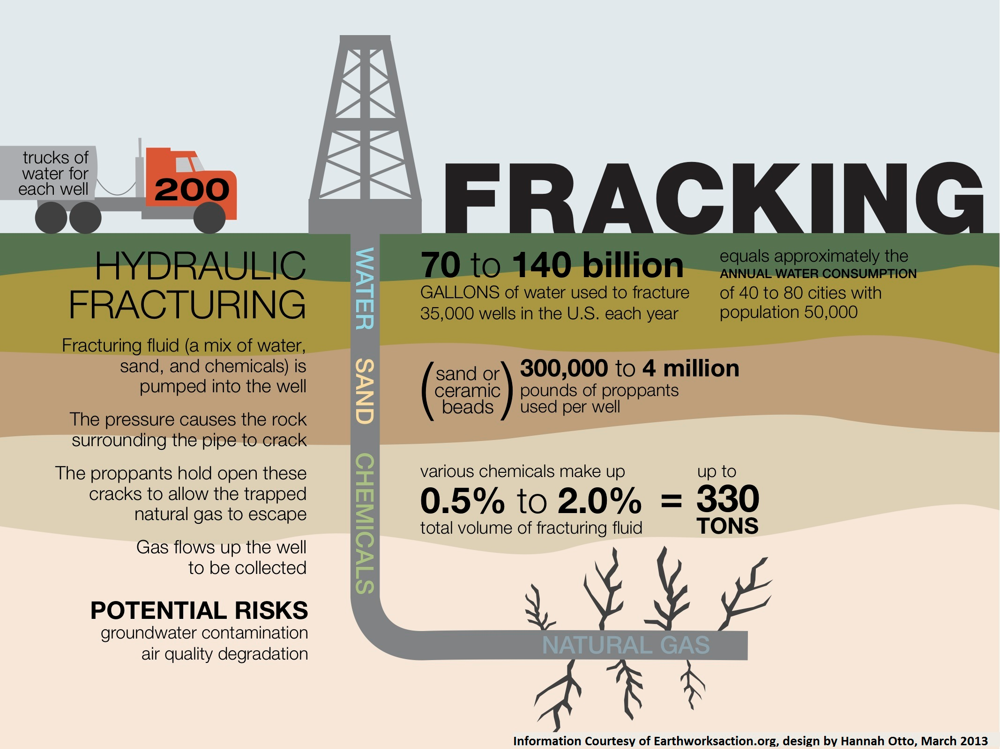 trucks of
water for
each well
200
FRACKING
HYDRAULIC
FRACTURING
Fracturing fluid (a mix of water,
sand, and chemicals) is
pumped into the well
The pressure causes the rock
surrounding the pipe to crack
The proppants hold open these
cracks to allow the trapped
natural gas to escape
Gas flows up the well
to be collected
POTENTIAL RISKS
groundwater contamination
air quality degradation
WATER
SAND
CHEMICALS
70 to 140 billion
GALLONS of water used to fracture
35,000 wells in the U.S. each year
equals approximately the
ANNUAL WATER CONSUMPTION
of 40 to 80 cities with
population 50,000
(sand or
ceramic
beads)
300,000 to 4 million
pounds of proppants
used per well
various chemicals make up
0.5% to 2.0%
total volume of fracturing fluid
=
up to
330
TONS
NATURAL GAS
Information Courtesy of Earthworksaction.org, design by Hannah Otto, March 2013